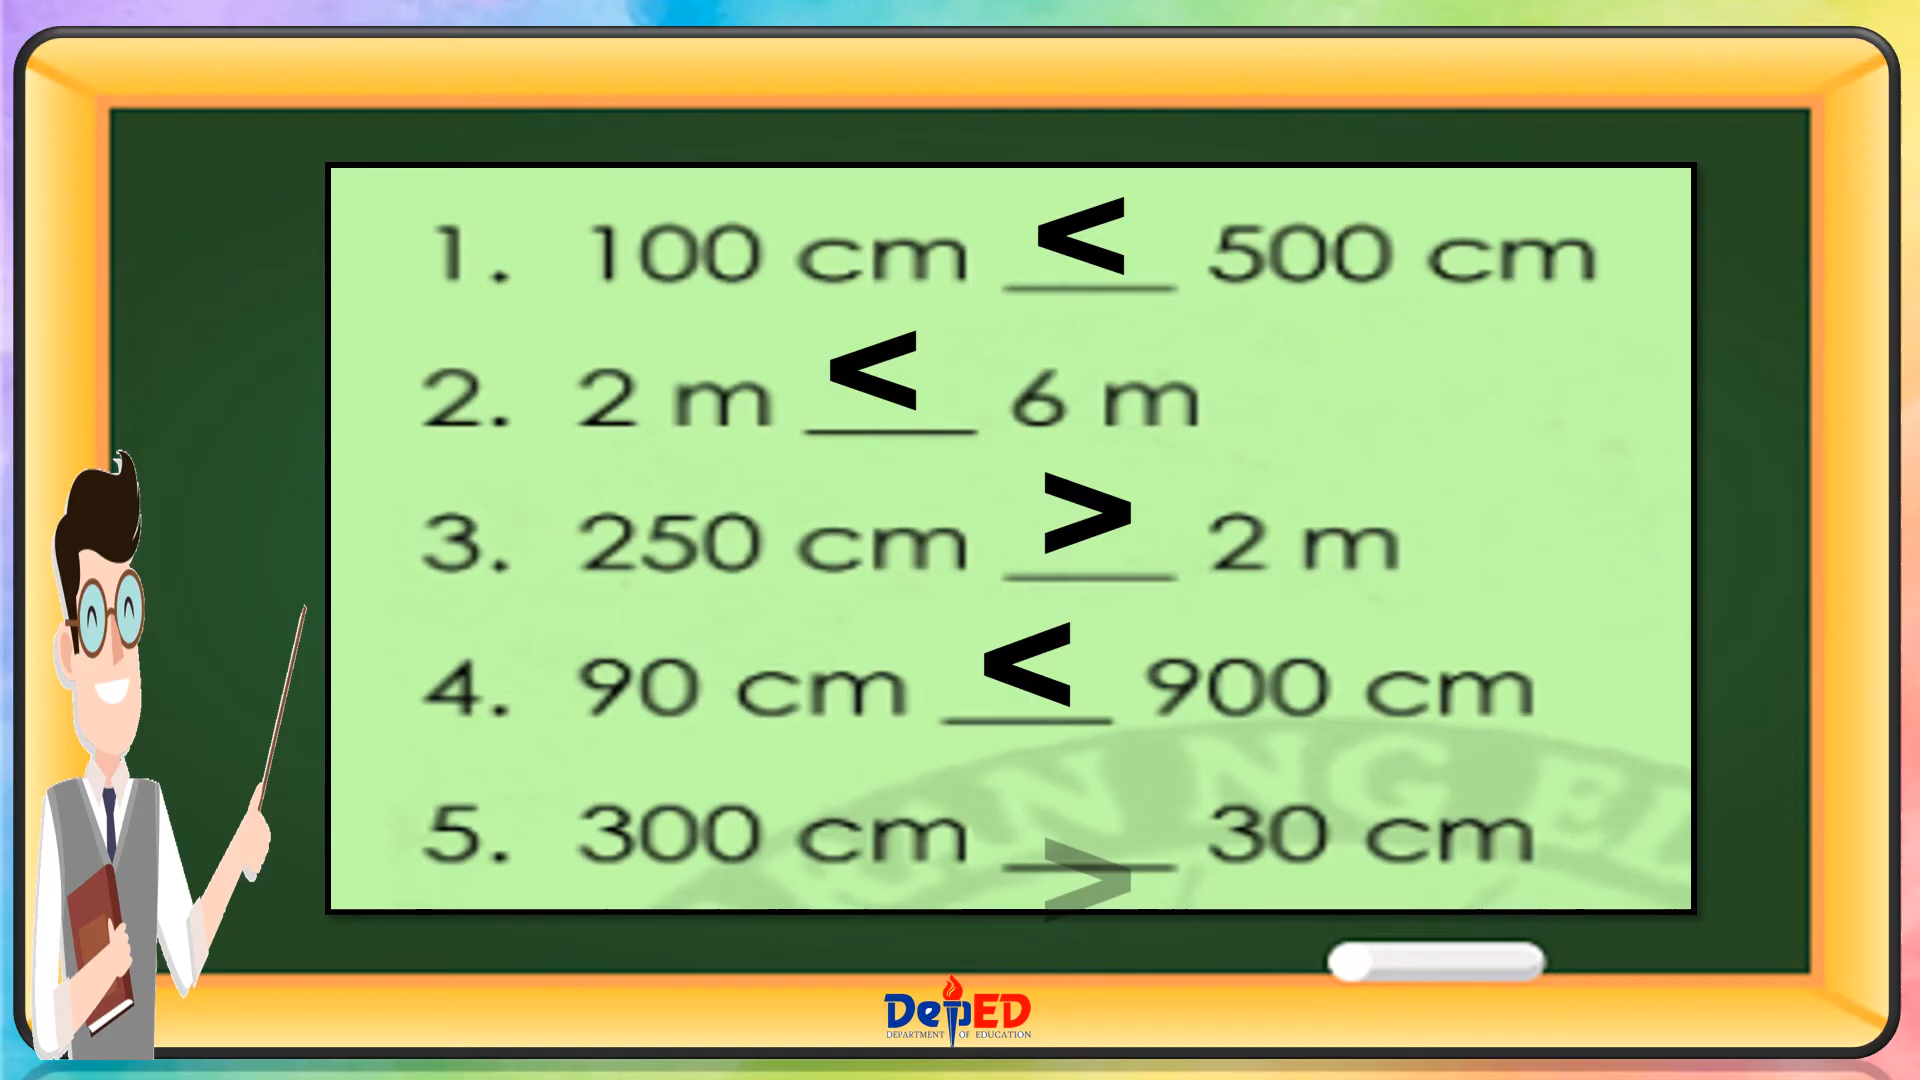 1. 100 cm < 500 cm
2. 2 m < 6 m
3. 250 cm > 2 m
4. 90 cm < 900 cm
5. 300 cm > 30 cm
DepED
DEPARTMENT OF EDUCATION